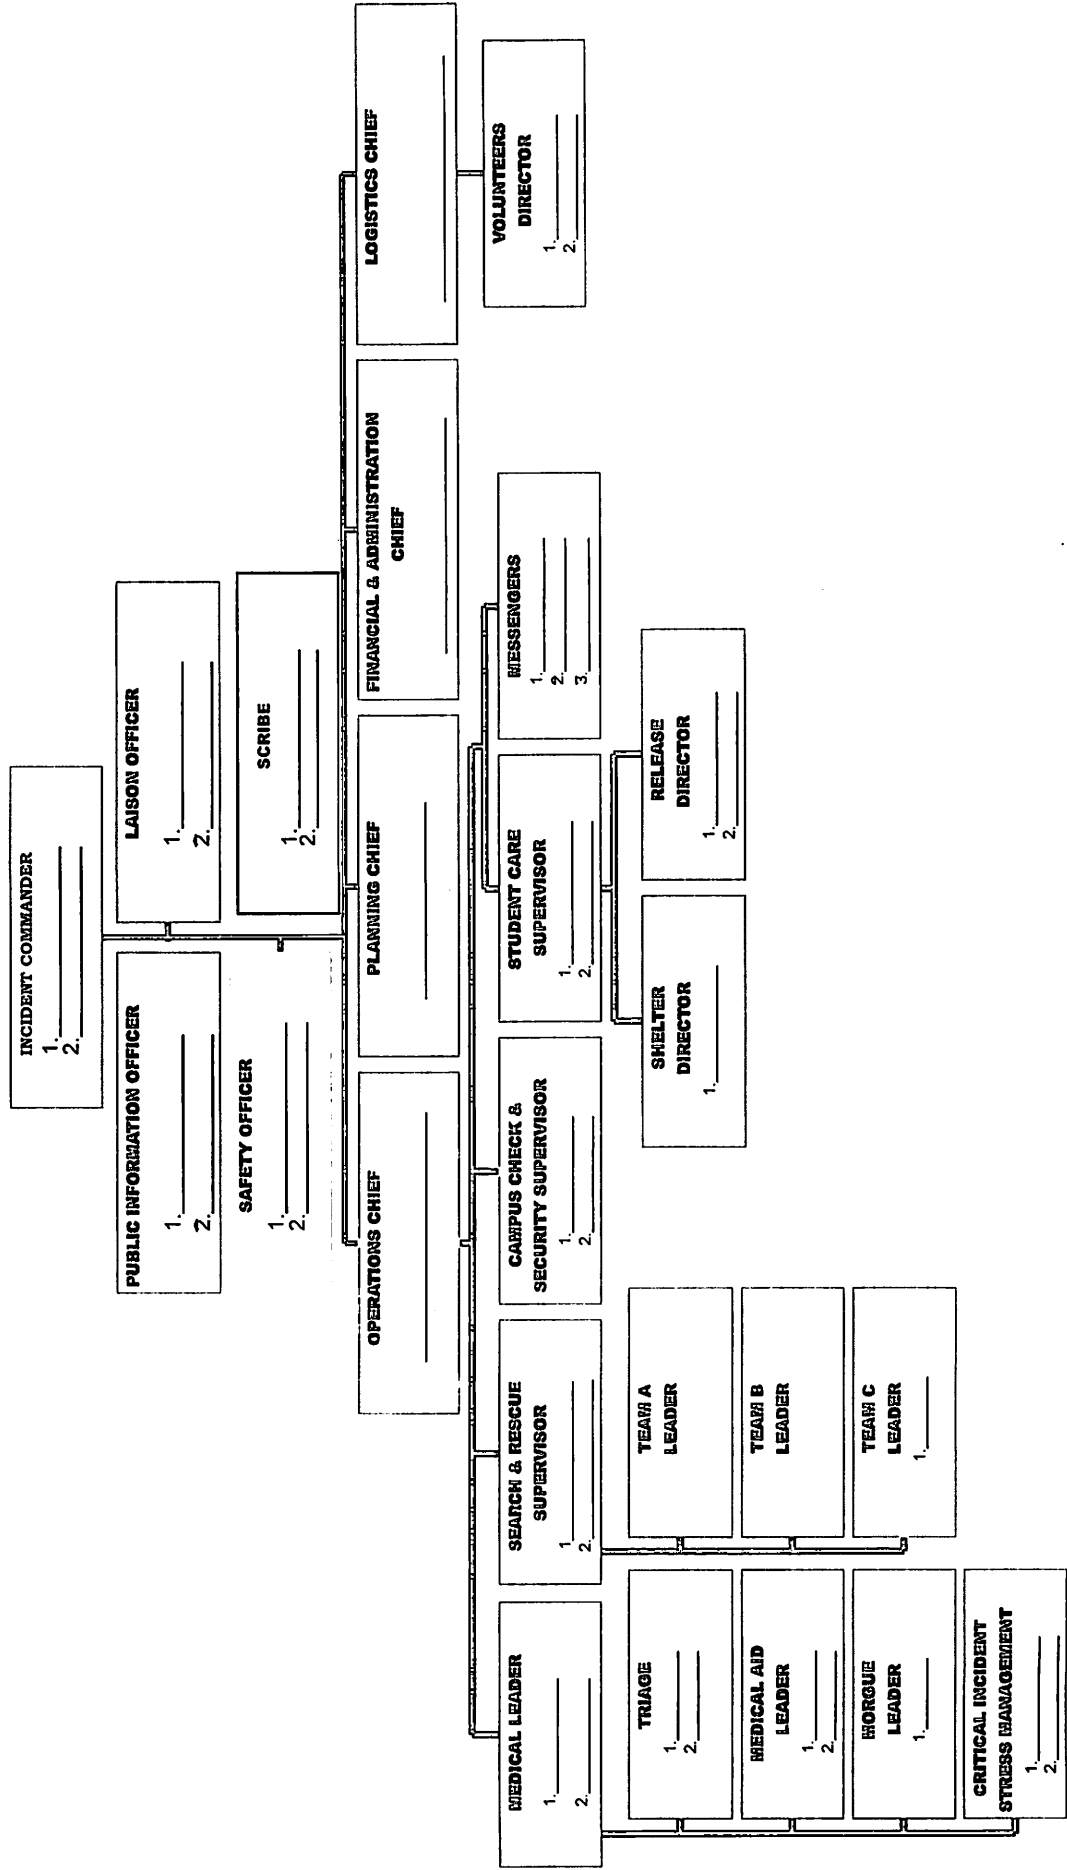 INCIDENT COMMANDER
1.
2.
PUBLIC INFORMATION OFFICER
1.
2.
LAISON OFFICER
1.
2.
SAFETY OFFICER
1.
2.
SCRIBE
1.
2.
OPERATIONS CHIEF
PLANNING CHIEF
FINANCIAL & ADMINISTRATION
CHIEF
LOGISTICS CHIEF
MEDICAL LEADER
1.
2.
SEARCH & RESCUE
SUPERVISOR
1
2.
CAMPUS CHECK &
SECURITY SUPERVISOR
1.
2.
STUDENT CARE
SUPERVISOR
1.
2.
MESSENGERS
1.
2.
3.
VOLUNTEERS
DIRECTOR
1.
2.
TRIAGE
1.
2.
MEDICAL AID
LEADER
1.
2.
MORGUE
LEADER
1.
CRITICAL INCIDENT
STRESS MANAGEMENT
1.
2.
TEAM A
LEADER
TEAM B
LEADER
TEAM C
LEADER
1.
SHELTER
DIRECTOR
1.
RELEASE
DIRECTOR
1.
2.